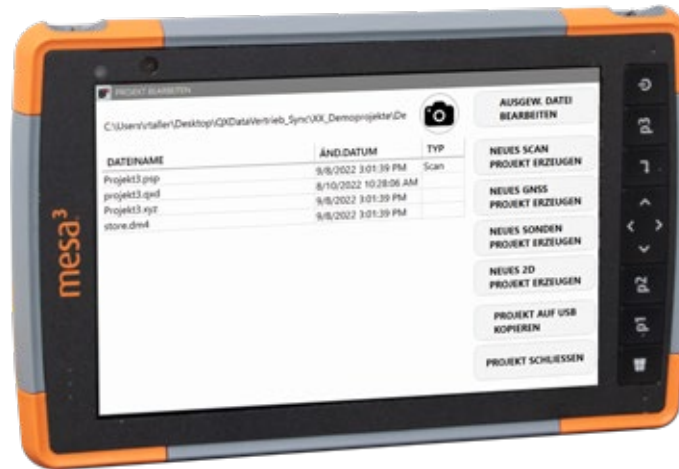 PROJEKT BEARBEITEN
C:\Users\rtaller\Desktop\QXDataVertrieb_Sync\XX_Demoprojekte\De
DATEINAME ÄND.DATUM TYP
Projekt3.psp 9/8/2022 3:01:39 PM Scan
projekt3.qxd 8/10/2022 10:28:06 AM
Projekt3.xyz 9/8/2022 3:01:39 PM
store.dm4 9/8/2022 3:01:39 PM
AUSGEW. DATEI
BEARBEITEN
NEUES SCAN
PROJEKT ERZEUGEN
NEUES GNSS
PROJEKT ERZEUGEN
NEUES SONDEN
PROJEKT ERZEUGEN
NEUES 2D
PROJEKT ERZEUGEN
PROJEKT AUF USB
KOPIEREN
PROJEKT SCHLIESSEN
mesa3
p3
p2
p1